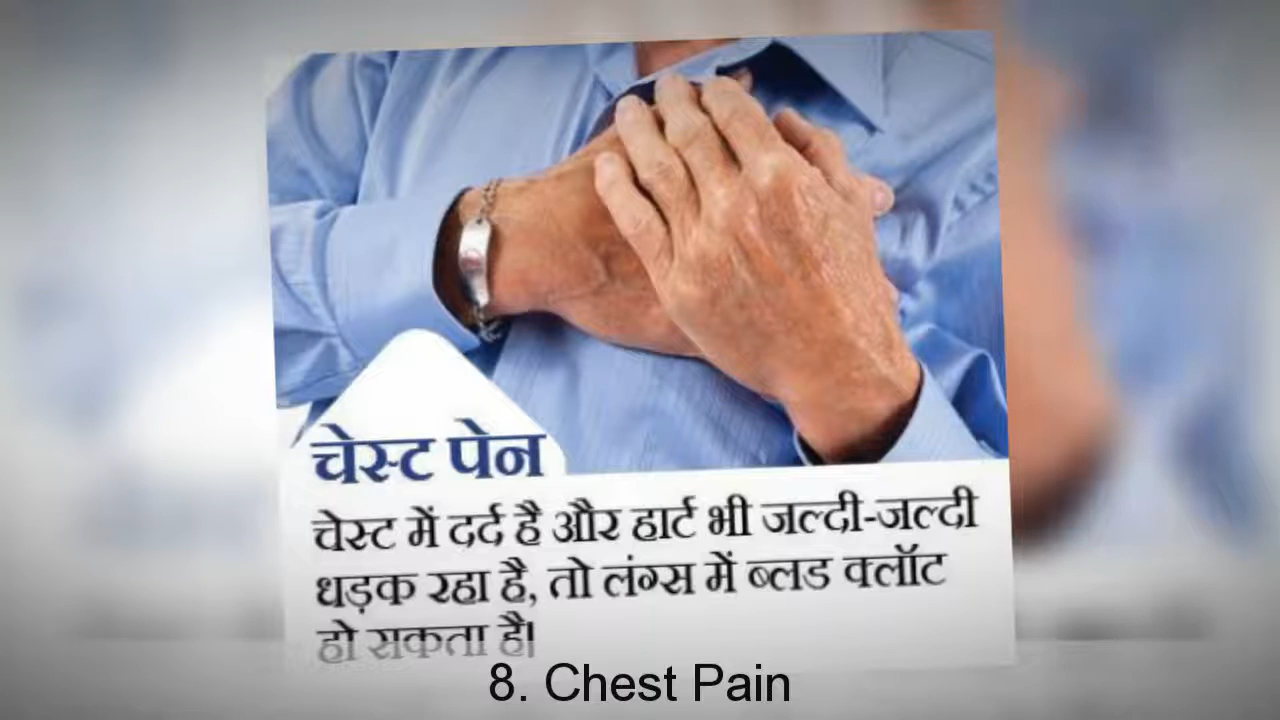 चेस्ट पेन
चेस्ट में दर्द है और हार्ट भी जल्दी-जल्दी
धड़क रहा है, तो लंग्स में ब्लड क्लॉट
हो सकता है।
8. Chest Pain